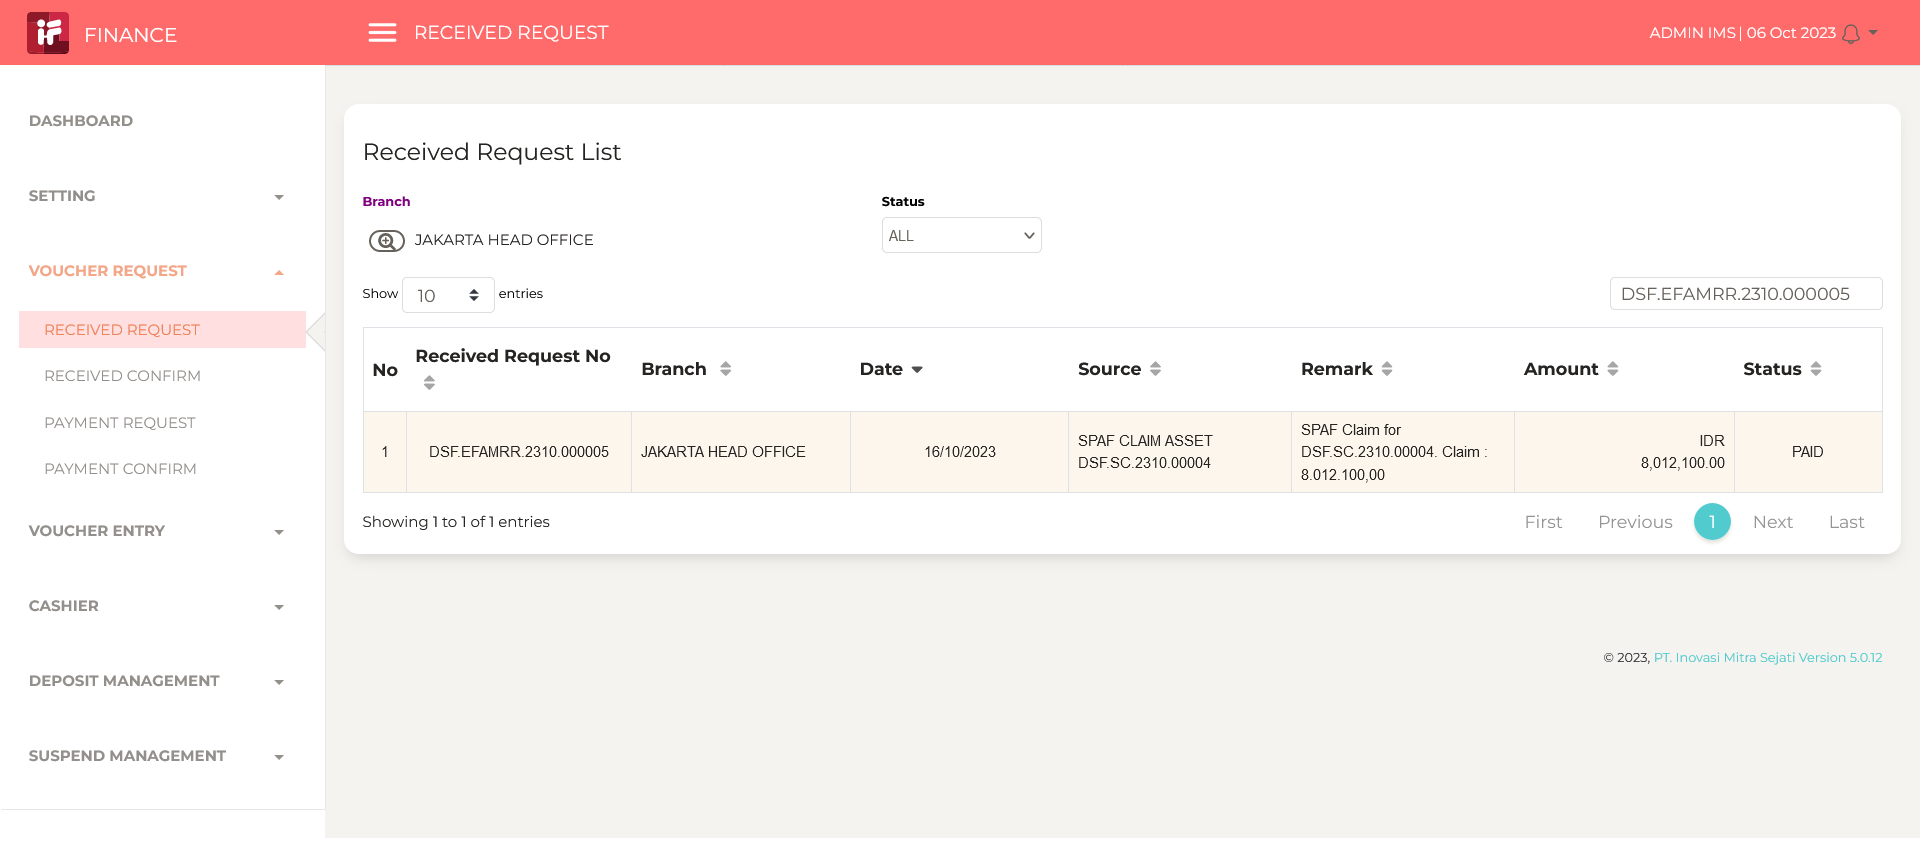 iF FINANCE
RECEIVED REQUEST
ADMIN IMS | 06 Oct 2023
DASHBOARD
SETTING
VOUCHER REQUEST
RECEIVED REQUEST
RECEIVED CONFIRM
PAYMENT REQUEST
PAYMENT CONFIRM
VOUCHER ENTRY
CASHIER
DEPOSIT MANAGEMENT
SUSPEND MANAGEMENT
Received Request List
Branch
JAKARTA HEAD OFFICE
Status
ALL
Show 10 entries
DSF.EFAMRR.2310.000005
No Received Request No Branch Date Source Remark Amount Status
1 DSF.EFAMRR.2310.000005 JAKARTA HEAD OFFICE 16/10/2023
SPAF CLAIM ASSET
DSF.SC.2310.00004
SPAF Claim for
DSF.SC.2310.00004. Claim :
8.012.100,00
IDR
8,012,100.00
PAID
Showing 1 to 1 of 1 entries
First Previous 1 Next Last
© 2023, PT. Inovasi Mitra Sejati Version 5.0.12